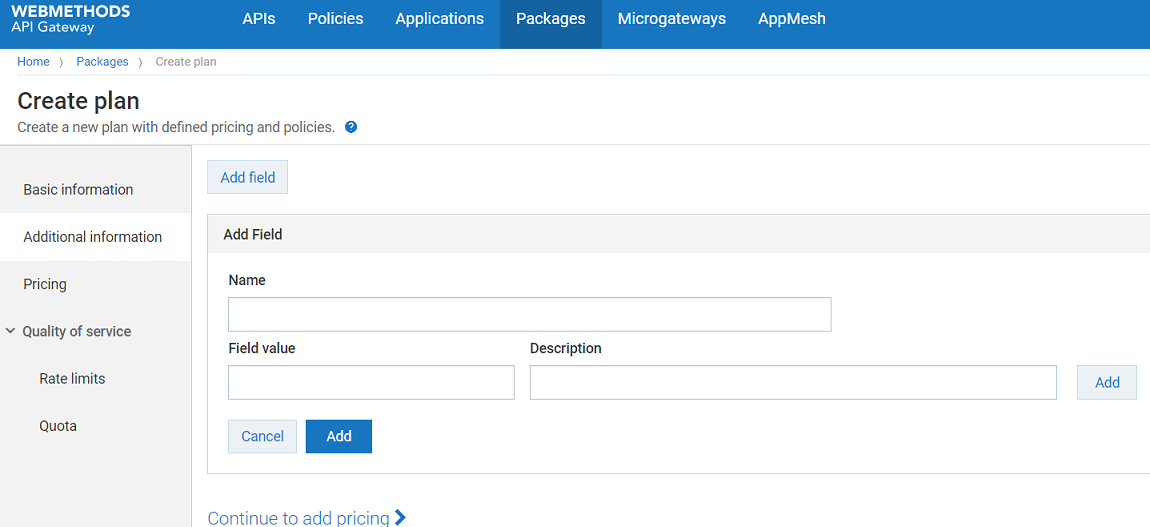 WEBMETHODS
API Gateway
APIs Policies Applications Packages Microgateways AppMesh
Home Packages Create plan
Create plan
Create a new plan with defined pricing and policies. ?
Basic information
Additional information
Pricing
Quality of service
Rate limits
Quota
Add field
Add Field
Name
Field value Description
Add
Cancel Add
Continue to add pricing